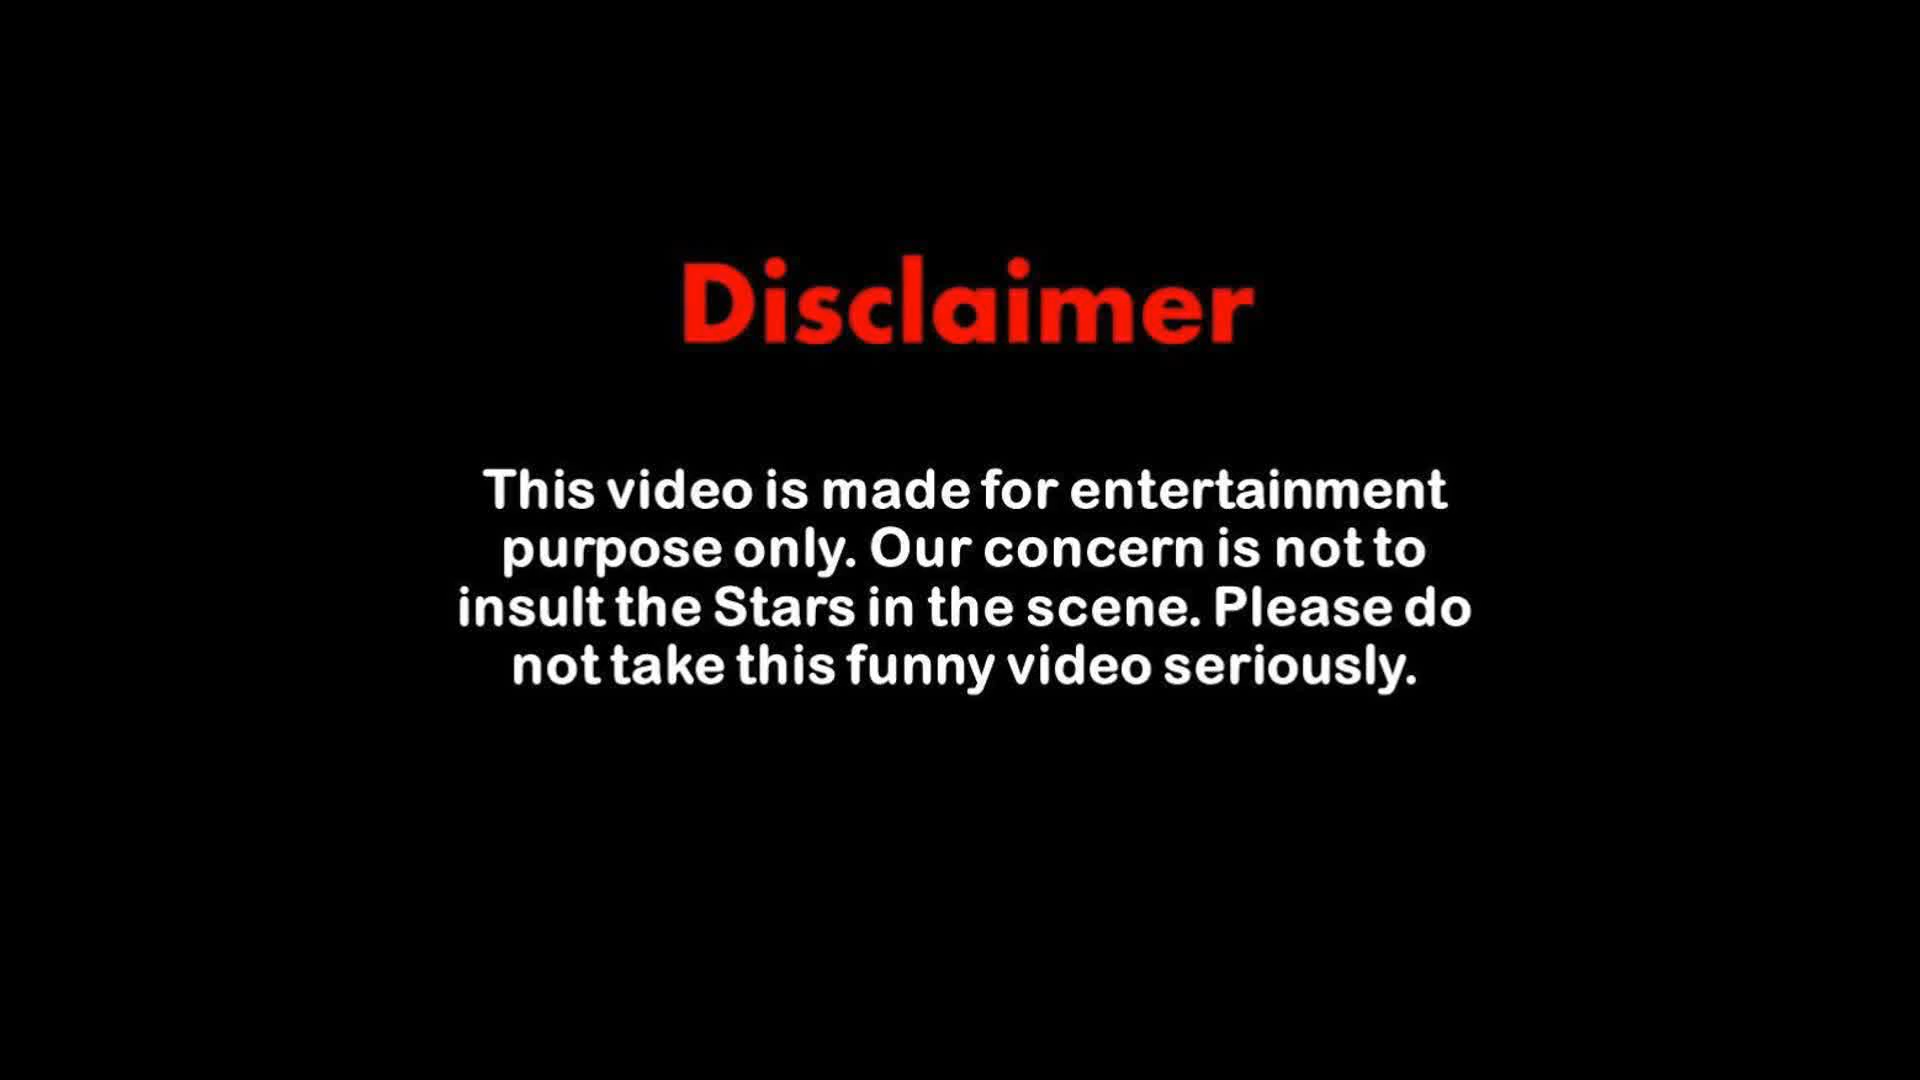 Disclaimer
This video is made for entertainment
purpose only. Our concern is not to
insult the Stars in the scene. Please do
not take this funny video seriously.